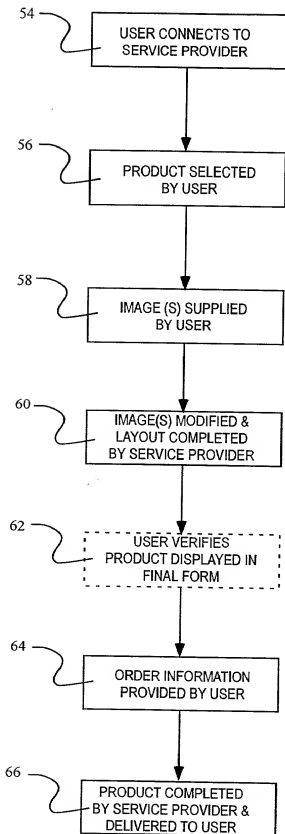 54
USER CONNECTS TO
SERVICE PROVIDER
56
PRODUCT SELECTED
BY USER
58
IMAGE (S) SUPPLIED
BY USER
60
IMAGE(S) MODIFIED &
LAYOUT COMPLETED
BY SERVICE PROVIDER
62
USER VERIFIES
PRODUCT DISPLAYED IN
FINAL FORM
64
ORDER INFORMATION
PROVIDED BY USER
66
PRODUCT COMPLETED
BY SERVICE PROVIDER &
DELIVERED TO USER